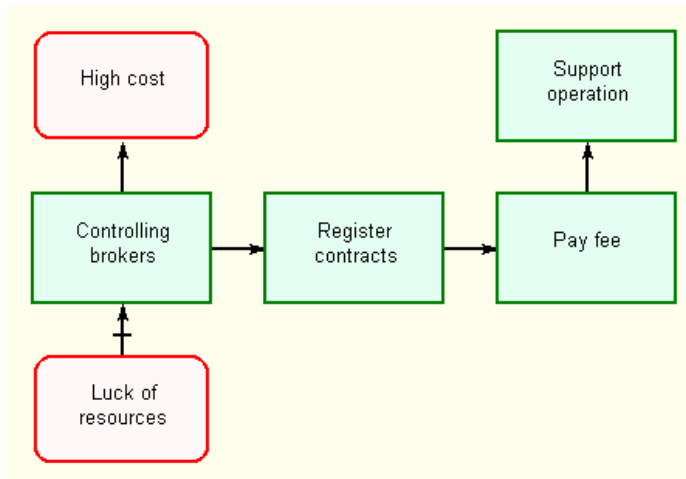 High cost
Support
operation
Controlling
brokers
Register
contracts
Pay fee
Luck of
resources